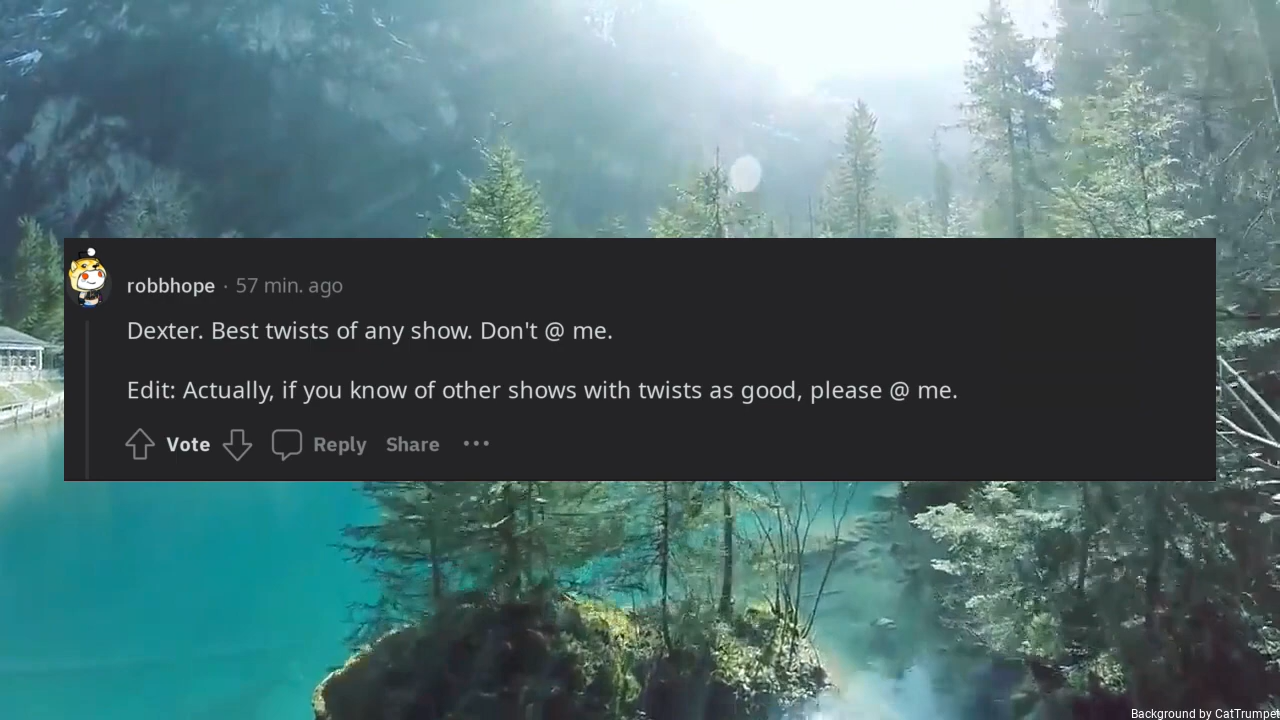 robbhope · 57 min. ago
Dexter. Best twists of any show. Don't @ me.
Edit: Actually, if you know of other shows with twists as good, please @ me.
Vote Reply Share ···
Background by CatTrumpet